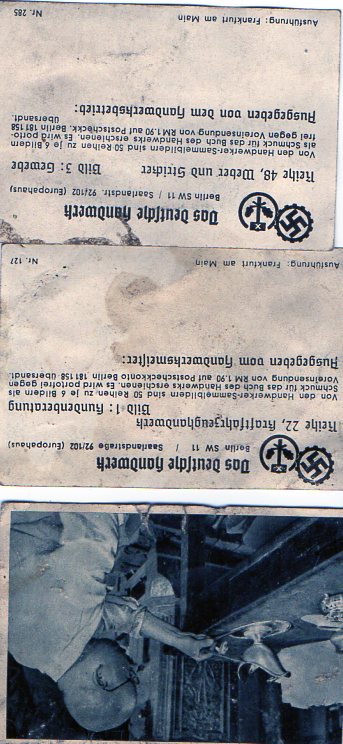 Das Deutsche Handwerk
Berlin SW 11 / Saarlandstraße 92/102 (Europahaus)
Reihe 22, Kraftfahrzeughandwerk
Bild 1: Kundenberatung
Von den Handwerker-Sammelbildern sind 50 Reihen zu je 6 Bildern als
Schmuck für das Buch des Handwerks erschienen. Es wird portofrei gegen
Voreinsendung von RM 1.90 auf Postscheckkonto Berlin 181 158 übersandt.
Ausgegeben vom Handwerksmeister:
Ausführung: Frankfurt am Main Nr. 127
Das Deutsche Handwerk
Berlin SW 11 / Saarlandstr. 92/102 (Europahaus)
Reihe 48, Weber und Stricker Bild 3: Gewebe
Von den Handwerker-Sammelbildern sind 50 Reihen zu je 6 Bildern
als Schmuck für das Buch des Handwerks erschienen. Es wird porto-
frei gegen Voreinsendung von RM 1.90 auf Postscheckk. Berlin 181 158
übersandt.
Ausgegeben von dem Handwerksbetrieb:
Ausführung: Frankfurt am Main Nr. 285